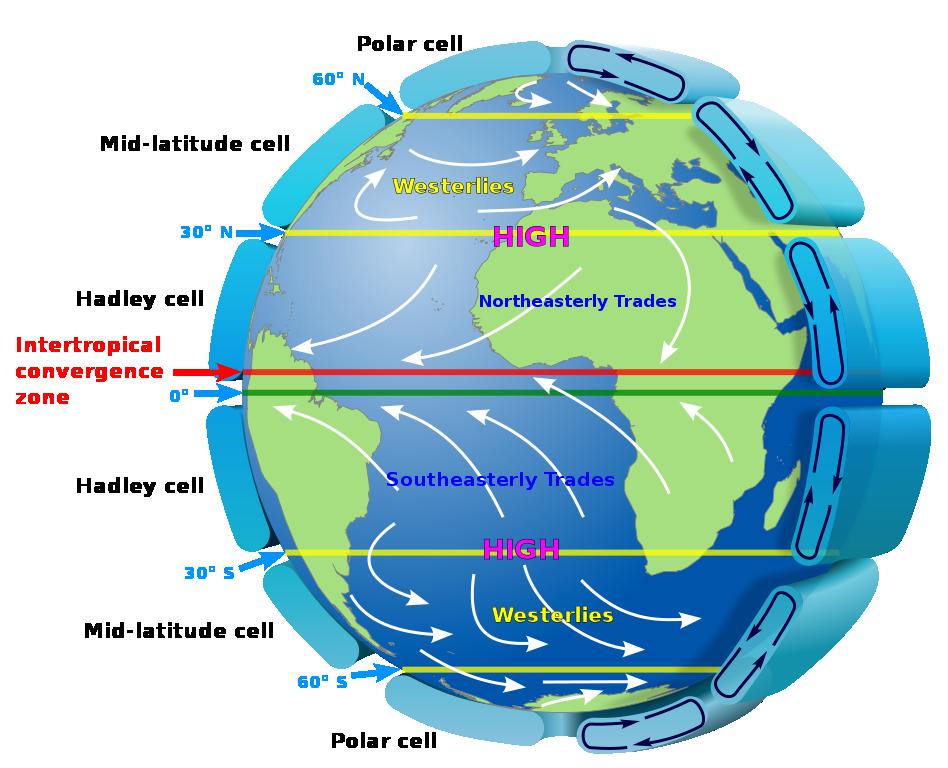 Polar cell
60° N
Mid-latitude cell
Westerlies
30° N
HIGH
Hadley cell
Northeasterly Trades
Intertropical
convergence
zone
0°
Hadley cell
Southeasterly Trades
HIGH
30° S
Westerlies
Mid-latitude cell
60° S
Polar cell